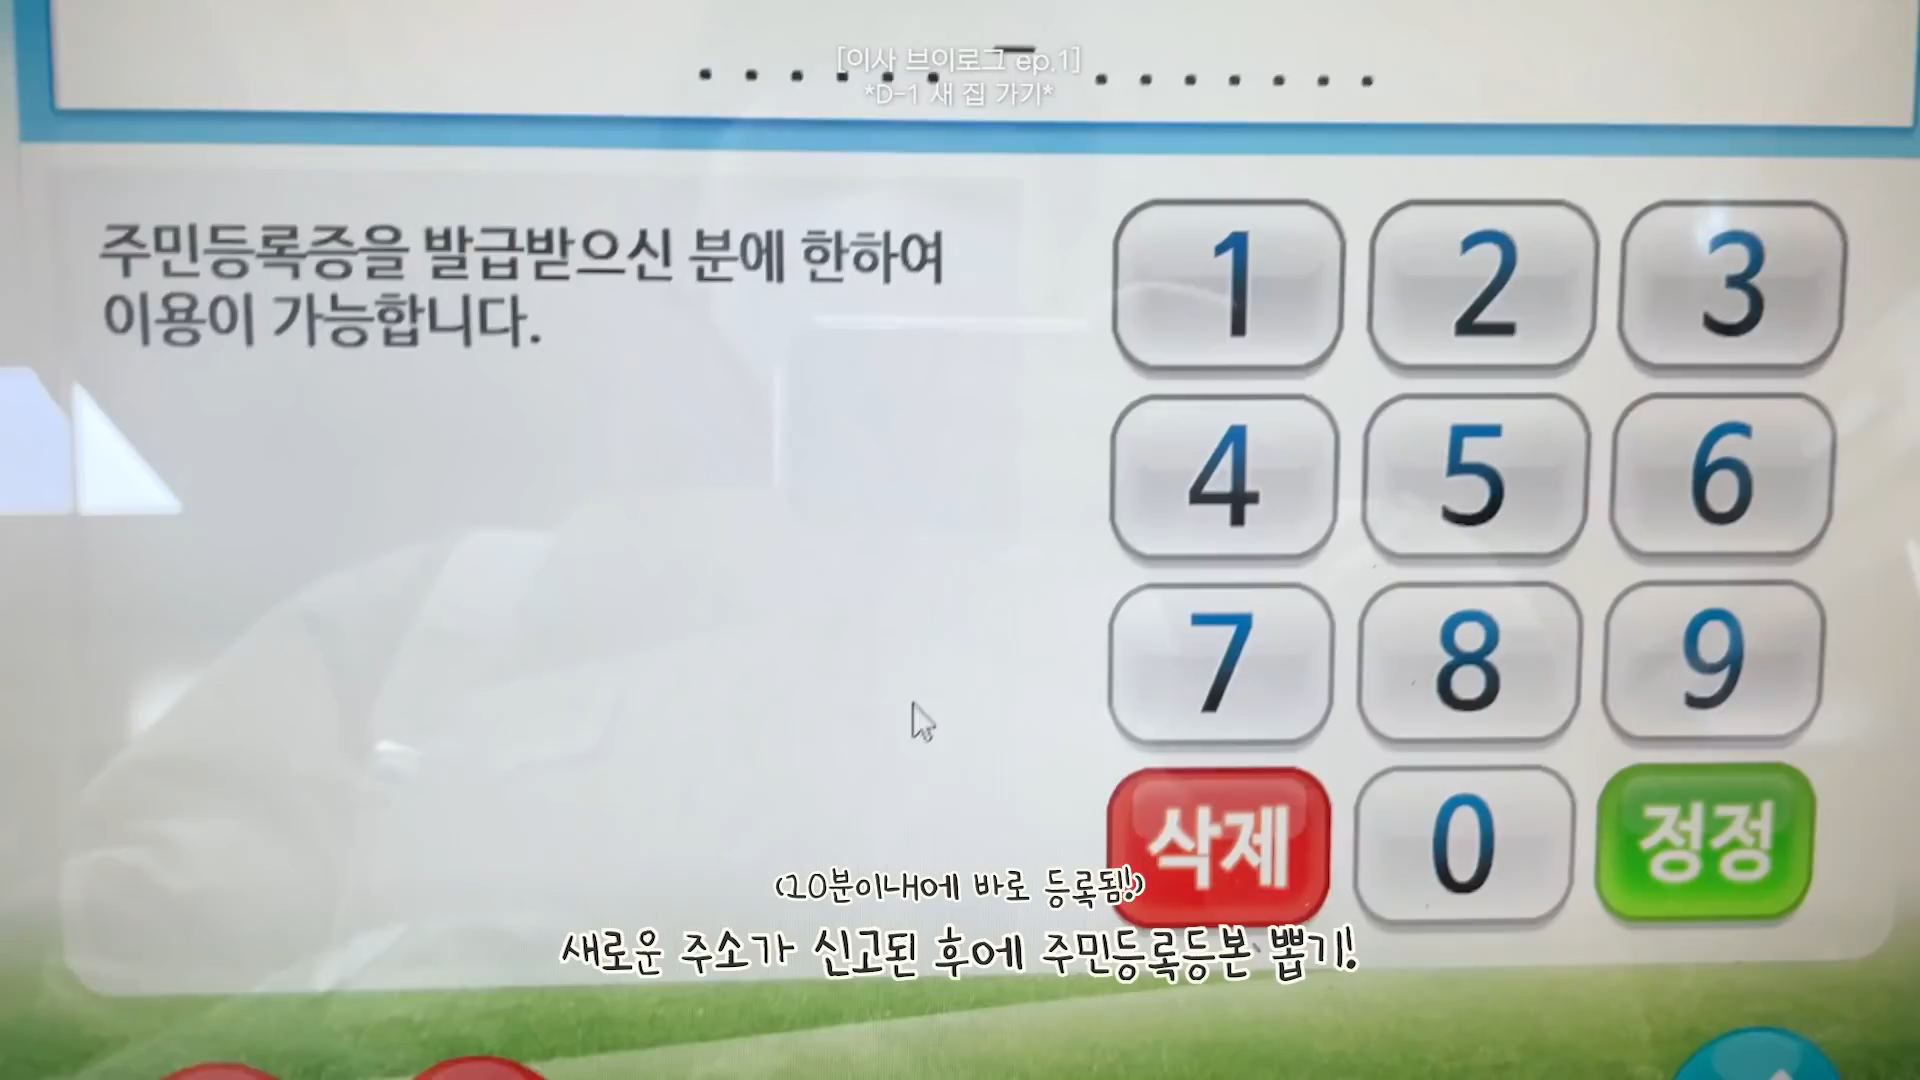 [이사 브이로그 ep.1]
*D-1 새 집 가기*
주민등록증을 발급받으신 분에 한하여
이용이 가능합니다.
1 2 3
4 5 6
7 8 9
삭제 0 정정
(10분이내에 바로 등록됨!)
새로운 주소가 신고된 후에 주민등록등본 뽑기!